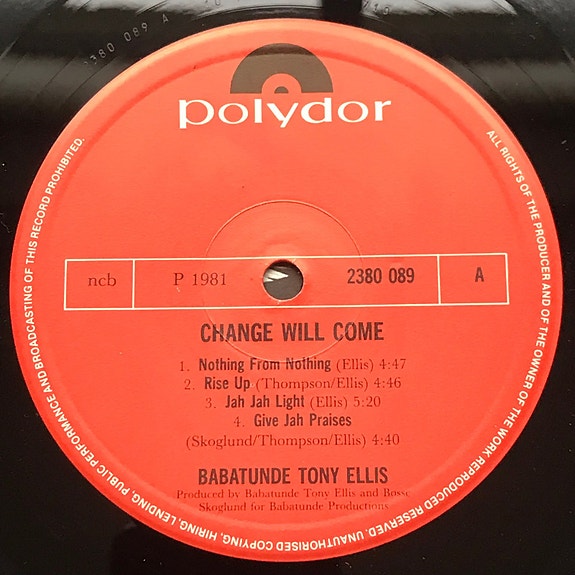 2380 089 A
polydor
ncb
P 1981
2380 089
A
CHANGE WILL COME
1. Nothing From Nothing (Ellis) 4:47
2. Rise Up (Thompson/Ellis) 4:46
3. Jah Jah Light (Ellis) 5:20
4. Give Jah Praises
(Skoglund/Thompson/Ellis) 4:40
BABATUNDE TONY ELLIS
Produced by Babatunde Tony Ellis and Bosse
Skoglund for Babatunde Productions
ALL RIGHTS OF THE PRODUCER AND OF THE OWNER OF THE WORK REPRODUCED RESERVED. UNAUTHORISED COPYING, HIRING, LENDING, PUBLIC PERFORMANCE AND BROADCASTING OF THIS RECORD PROHIBITED.